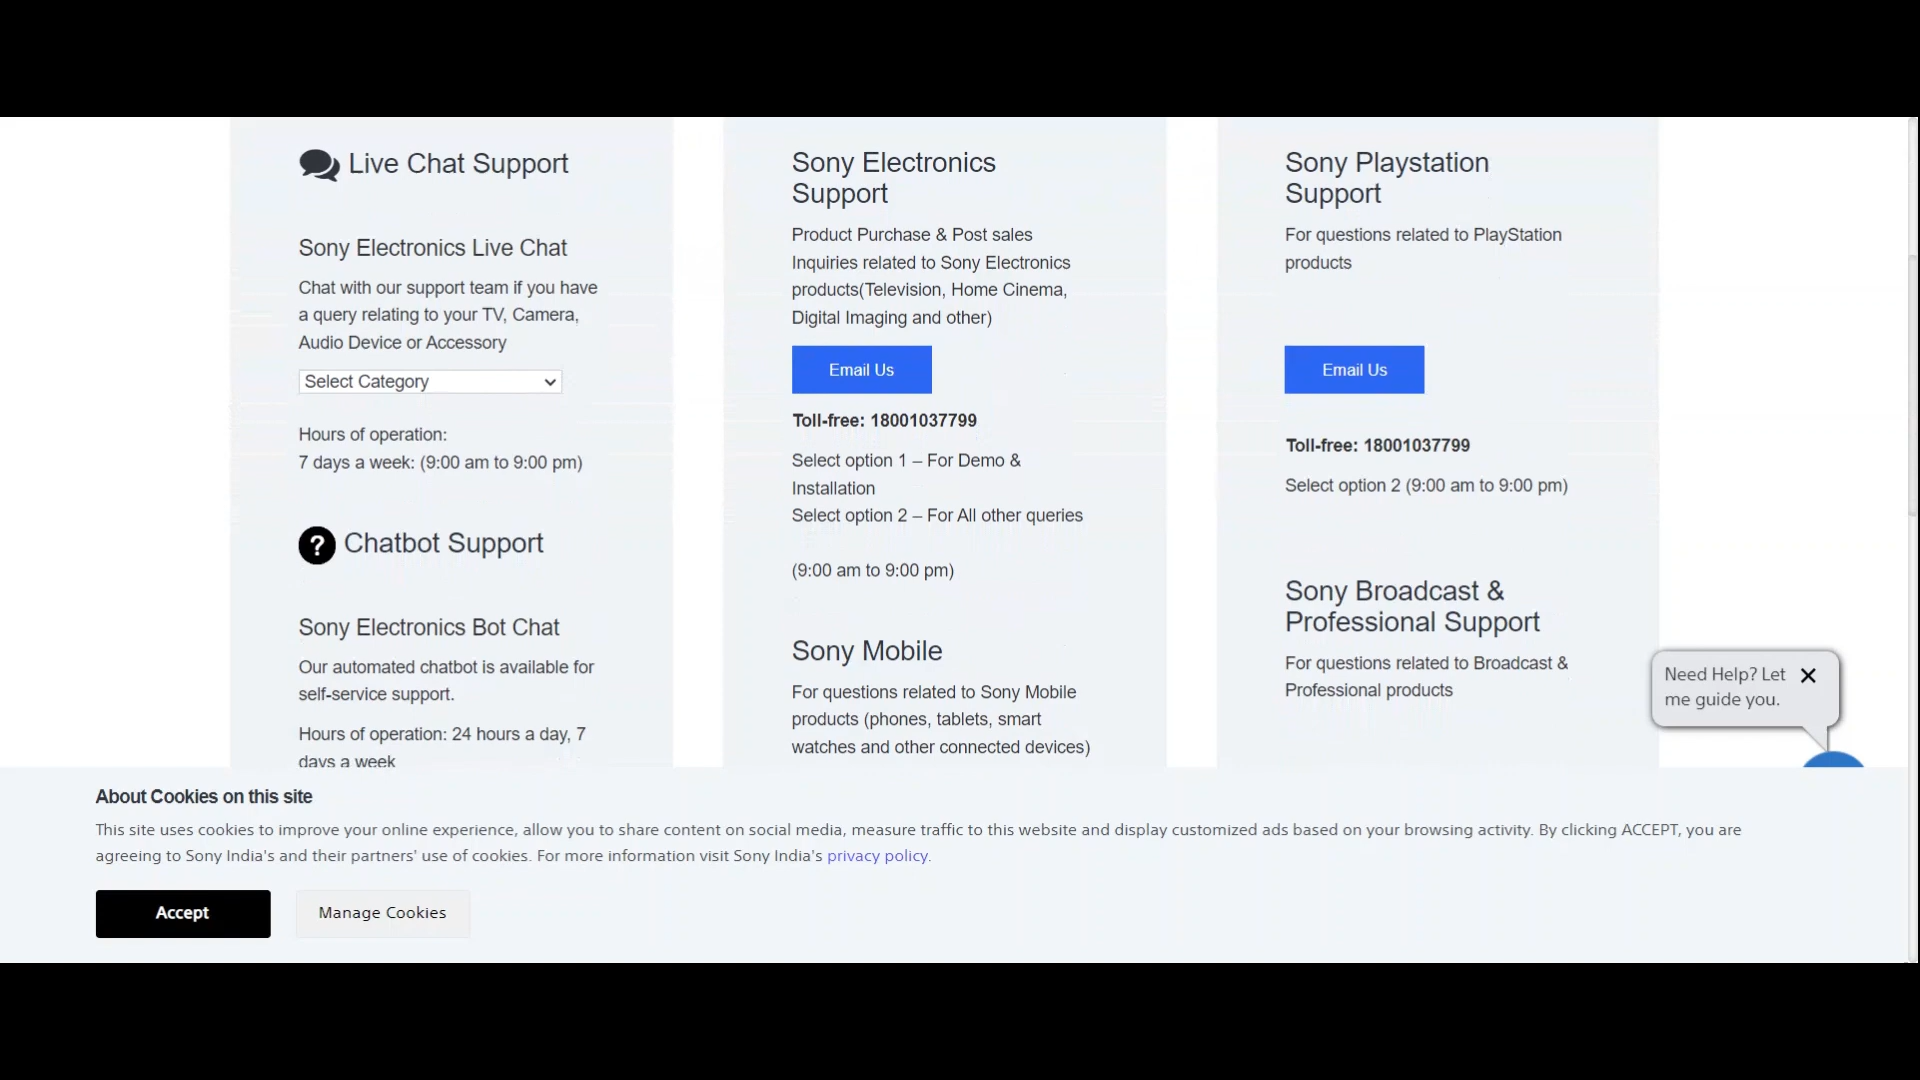 Live Chat Support
Sony Electronics Live Chat
Chat with our support team if you have
a query relating to your TV, Camera,
Audio Device or Accessory
Select Category
Hours of operation:
7 days a week: (9:00 am to 9:00 pm)
? Chatbot Support
Sony Electronics Bot Chat
Our automated chatbot is available for
self-service support.
Hours of operation: 24 hours a day, 7
days a week
Sony Electronics
Support
Product Purchase & Post sales
Inquiries related to Sony Electronics
products(Television, Home Cinema,
Digital Imaging and other)
Email Us
Toll-free: 18001037799
Select option 1 – For Demo &
Installation
Select option 2 – For All other queries
(9:00 am to 9:00 pm)
Sony Mobile
For questions related to Sony Mobile
products (phones, tablets, smart
watches and other connected devices)
Sony Playstation
Support
For questions related to PlayStation
products
Email Us
Toll-free: 18001037799
Select option 2 (9:00 am to 9:00 pm)
Sony Broadcast &
Professional Support
For questions related to Broadcast &
Professional products
Need Help? Let
me guide you.
About Cookies on this site
This site uses cookies to improve your online experience, allow you to share content on social media, measure traffic to this website and display customized ads based on your browsing activity. By clicking ACCEPT, you are
agreeing to Sony India's and their partners' use of cookies. For more information visit Sony India's privacy policy.
Accept
Manage Cookies